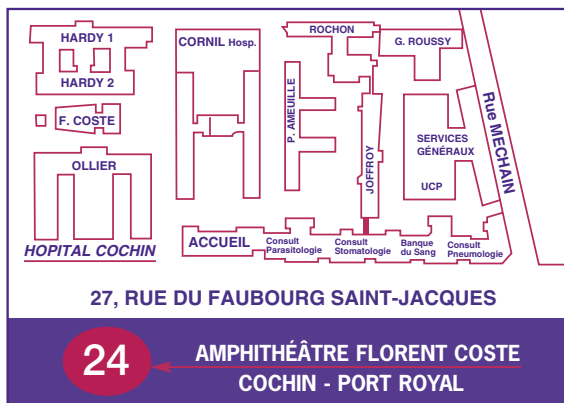 HARDY 1
HARDY 2
F. COSTE
OLLIER
HOPITAL COCHIN
CORNIL Hosp.
P. AMEUILLE
ROCHON
JOFFROY
G. ROUSSY
SERVICES
GÉNÉRAUX
UCP
Rue MECHAIN
ACCUEIL
Consult
Parasitologie
Consult
Stomatologie
Banque
du Sang
Consult
Pneumologie
27, RUE DU FAUBOURG SAINT-JACQUES
24
AMPHITHÉÂTRE FLORENT COSTE
COCHIN - PORT ROYAL